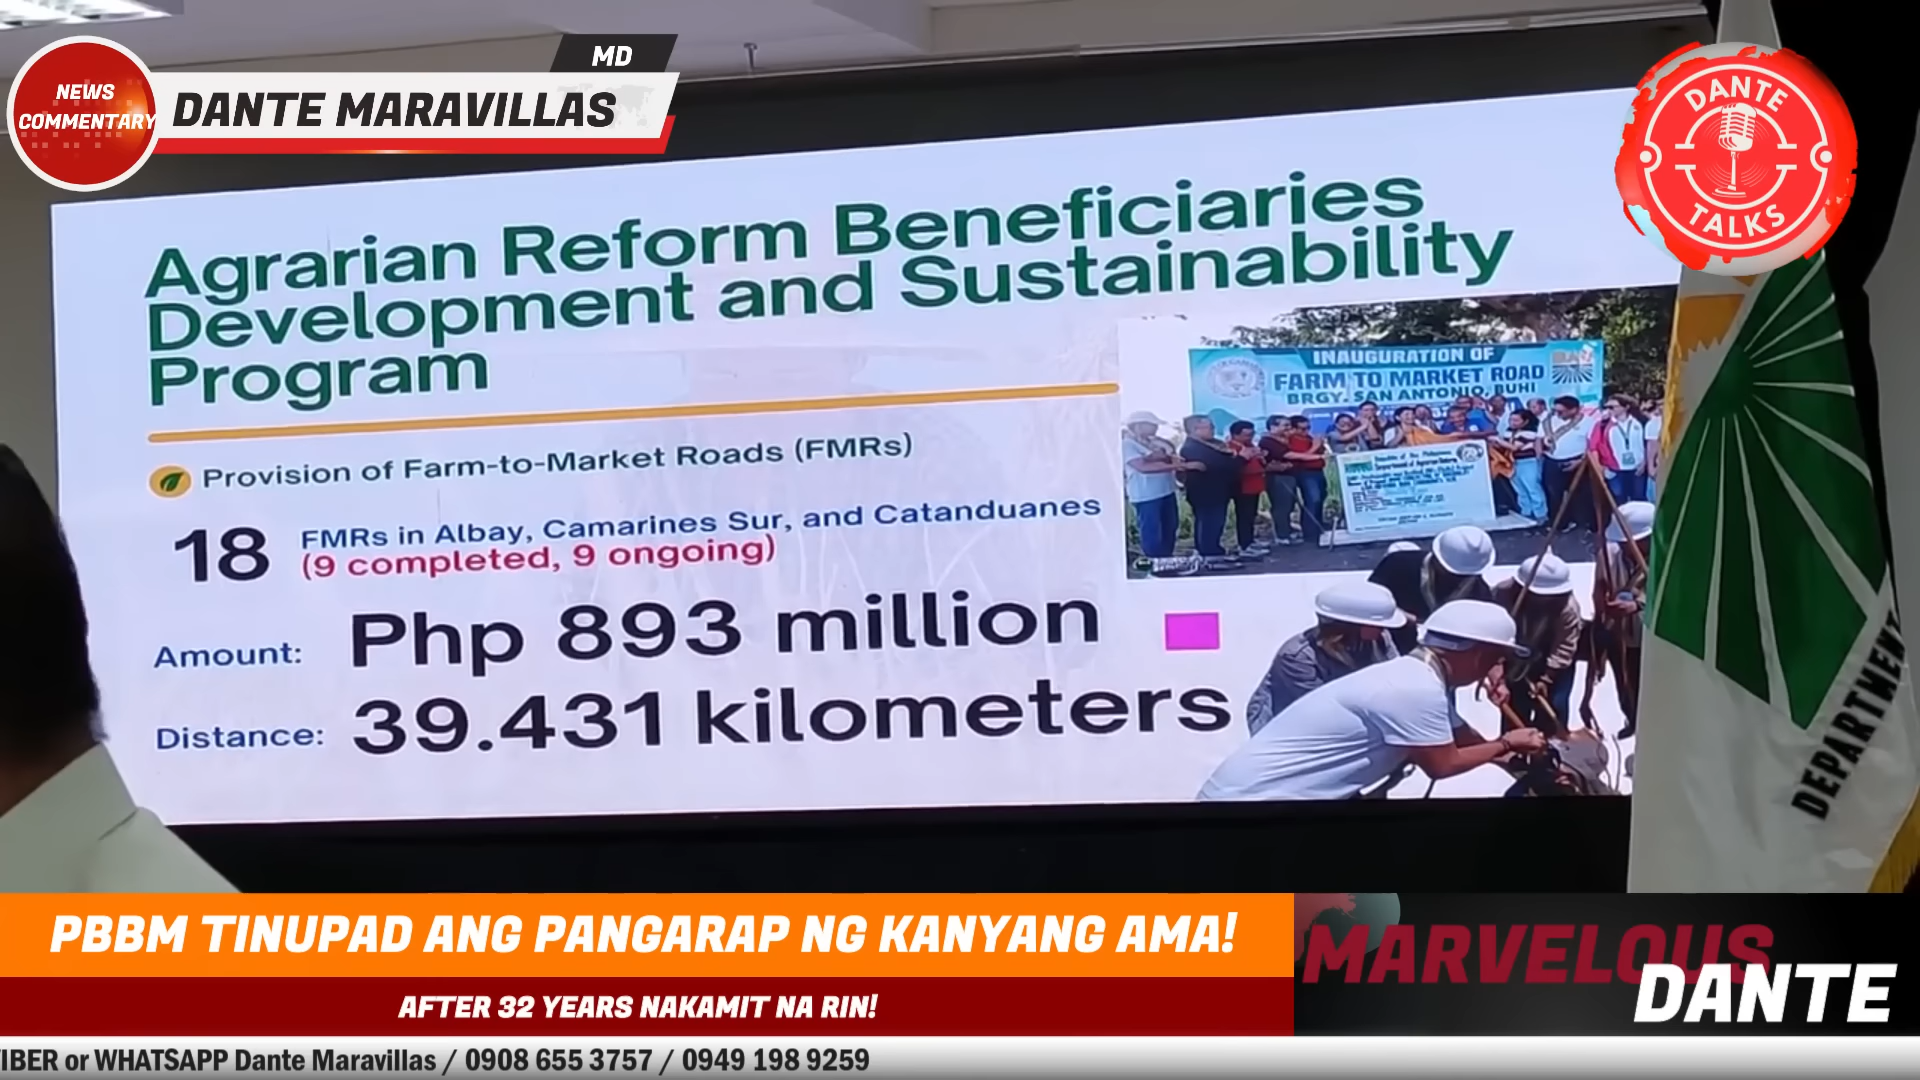 NEWS
COMMENTARY
MD
DANTE MARAVILLAS
DANTE
TALKS
Agrarian Reform Beneficiaries
Development and Sustainability
Program
Provision of Farm-to-Market Roads (FMRs)
18
FMRs in Albay, Camarines Sur, and Catanduanes
(9 completed, 9 ongoing)
Amount: Php 893 million
Distance: 39.431 kilometers
INAUGURATION OF
FARM TO MARKET ROAD
BRGY. SAN ANTONIO, BUHI
DEPARTMENT
PBBM TINUPAD ANG PANGARAP NG KANYANG AMA!
AFTER 32 YEARS NAKAMIT NA RIN!
MARVELOUS
DANTE
IBER or WHATSAPP Dante Maravillas / 0908 655 3757 / 0949 198 9259